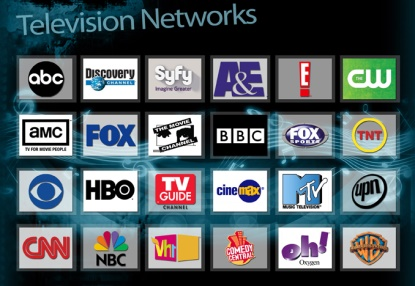 Television Networks
abc
Discovery
CHANNEL
Syfy
Imagine Greater
A&E
E!
THE CW
aMC
TV FOR MOVIE PEOPLE
FOX
THE MOVIE
CHANNEL
BBC
FOX
SPORTS
TNT
HBO
TV
GUIDE
CHANNEL
cinemax
MTV
MUSIC TELEVISION
UPN
CNN
NBC
Vh1
COMEDY
CENTRAL
oh!
Oxygen
WB